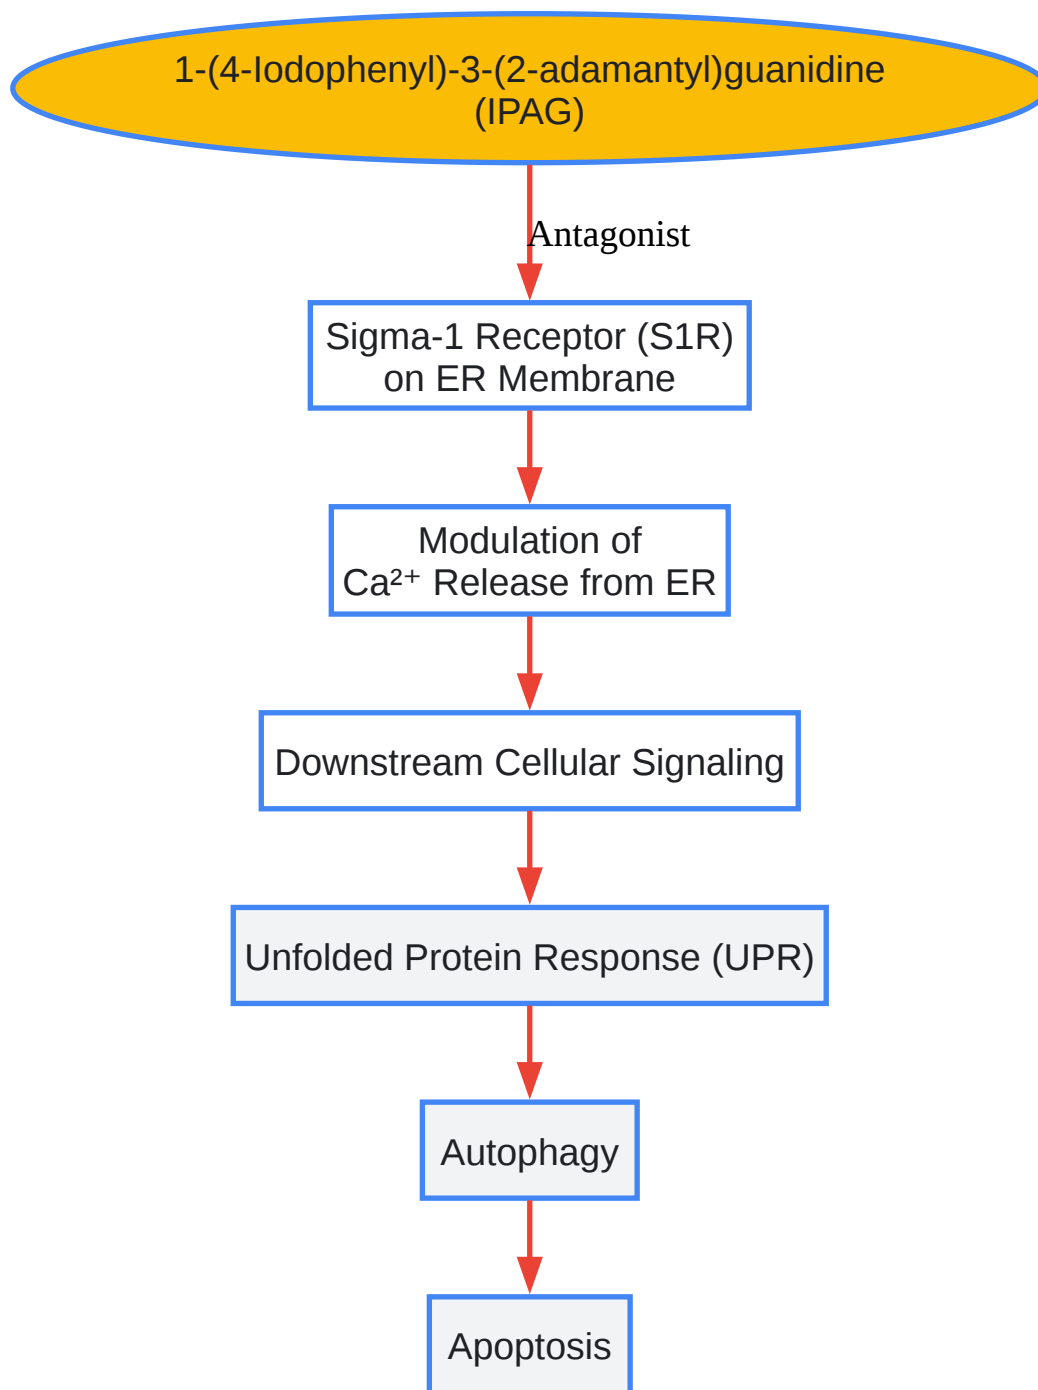 1-(4-Iodophenyl)-3-(2-adamantyl)guanidine
(IPAG)
Antagonist
Sigma-1 Receptor (S1R)
on ER Membrane
Modulation of
Ca²⁺ Release from ER
Downstream Cellular Signaling
Unfolded Protein Response (UPR)
Autophagy
Apoptosis